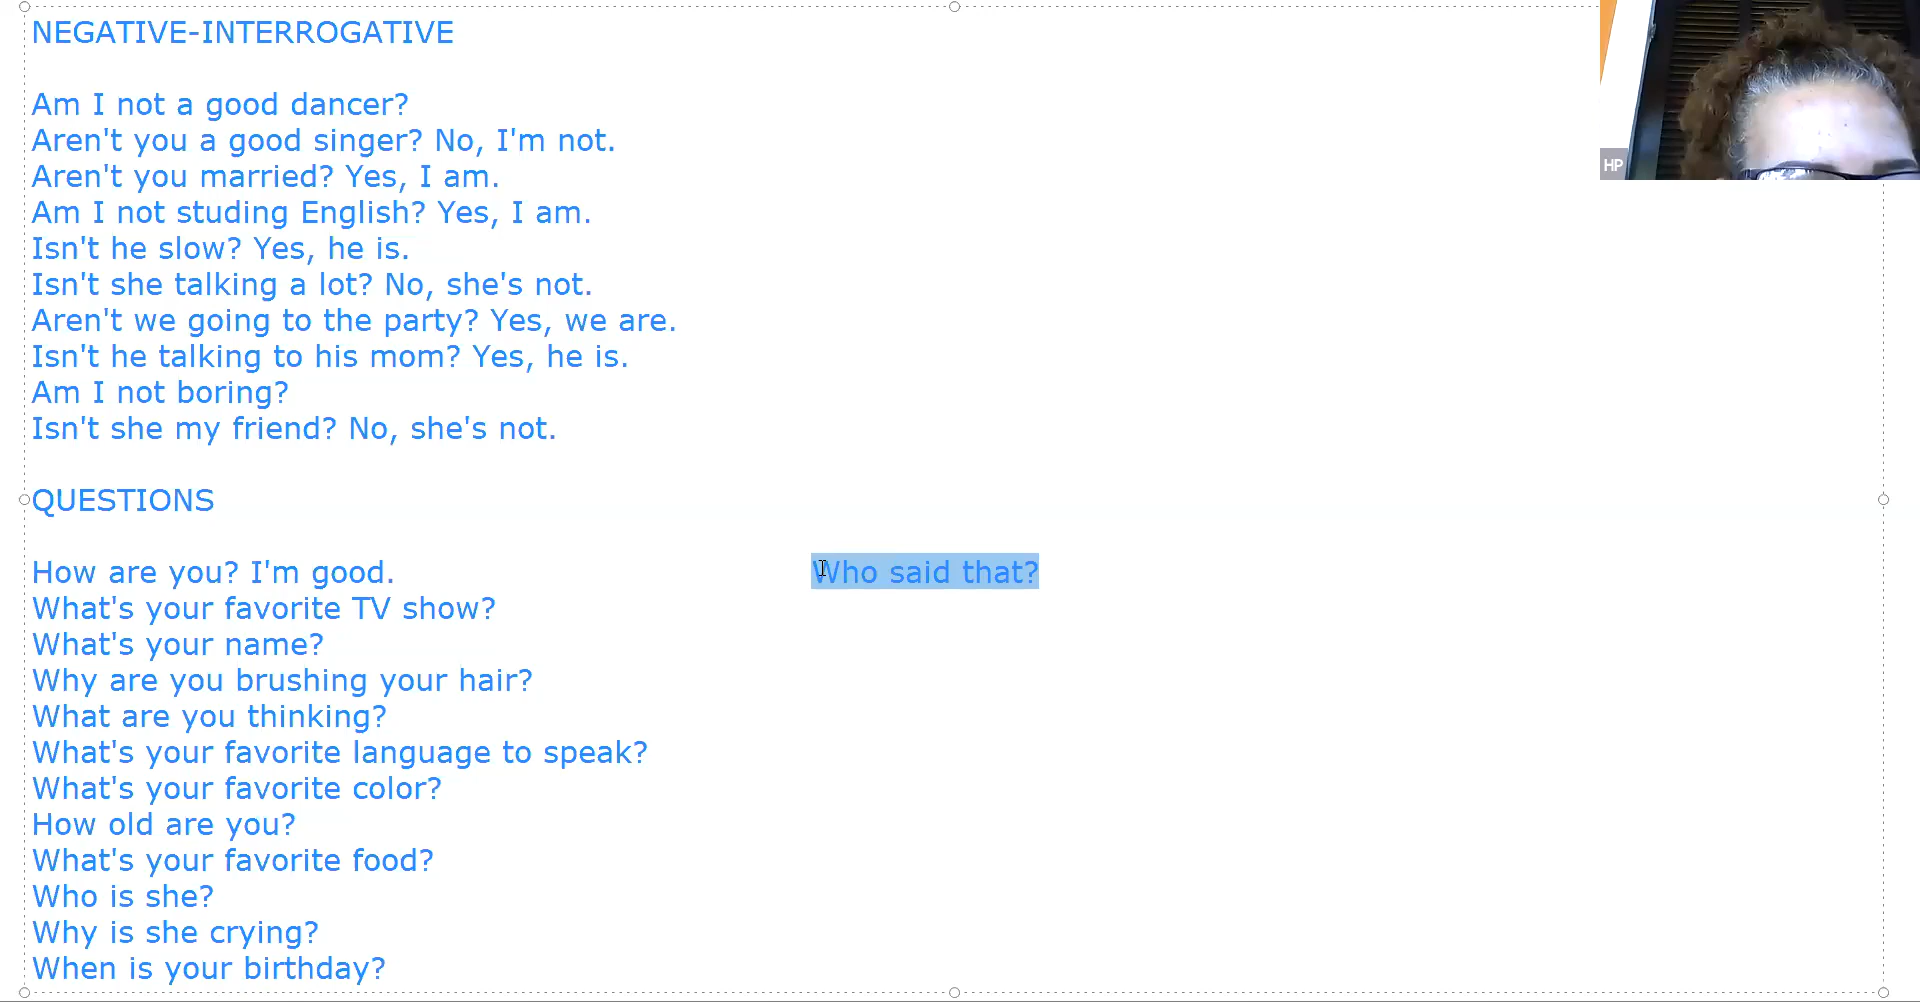 NEGATIVE-INTERROGATIVE
Am I not a good dancer?
Aren't you a good singer? No, I'm not.
Aren't you married? Yes, I am.
Am I not studing English? Yes, I am.
Isn't he slow? Yes, he is.
Isn't she talking a lot? No, she's not.
Aren't we going to the party? Yes, we are.
Isn't he talking to his mom? Yes, he is.
Am I not boring?
Isn't she my friend? No, she's not.
QUESTIONS
How are you? I'm good. Who said that?
What's your favorite TV show?
What's your name?
Why are you brushing your hair?
What are you thinking?
What's your favorite language to speak?
What's your favorite color?
How old are you?
What's your favorite food?
Who is she?
Why is she crying?
When is your birthday?
HP